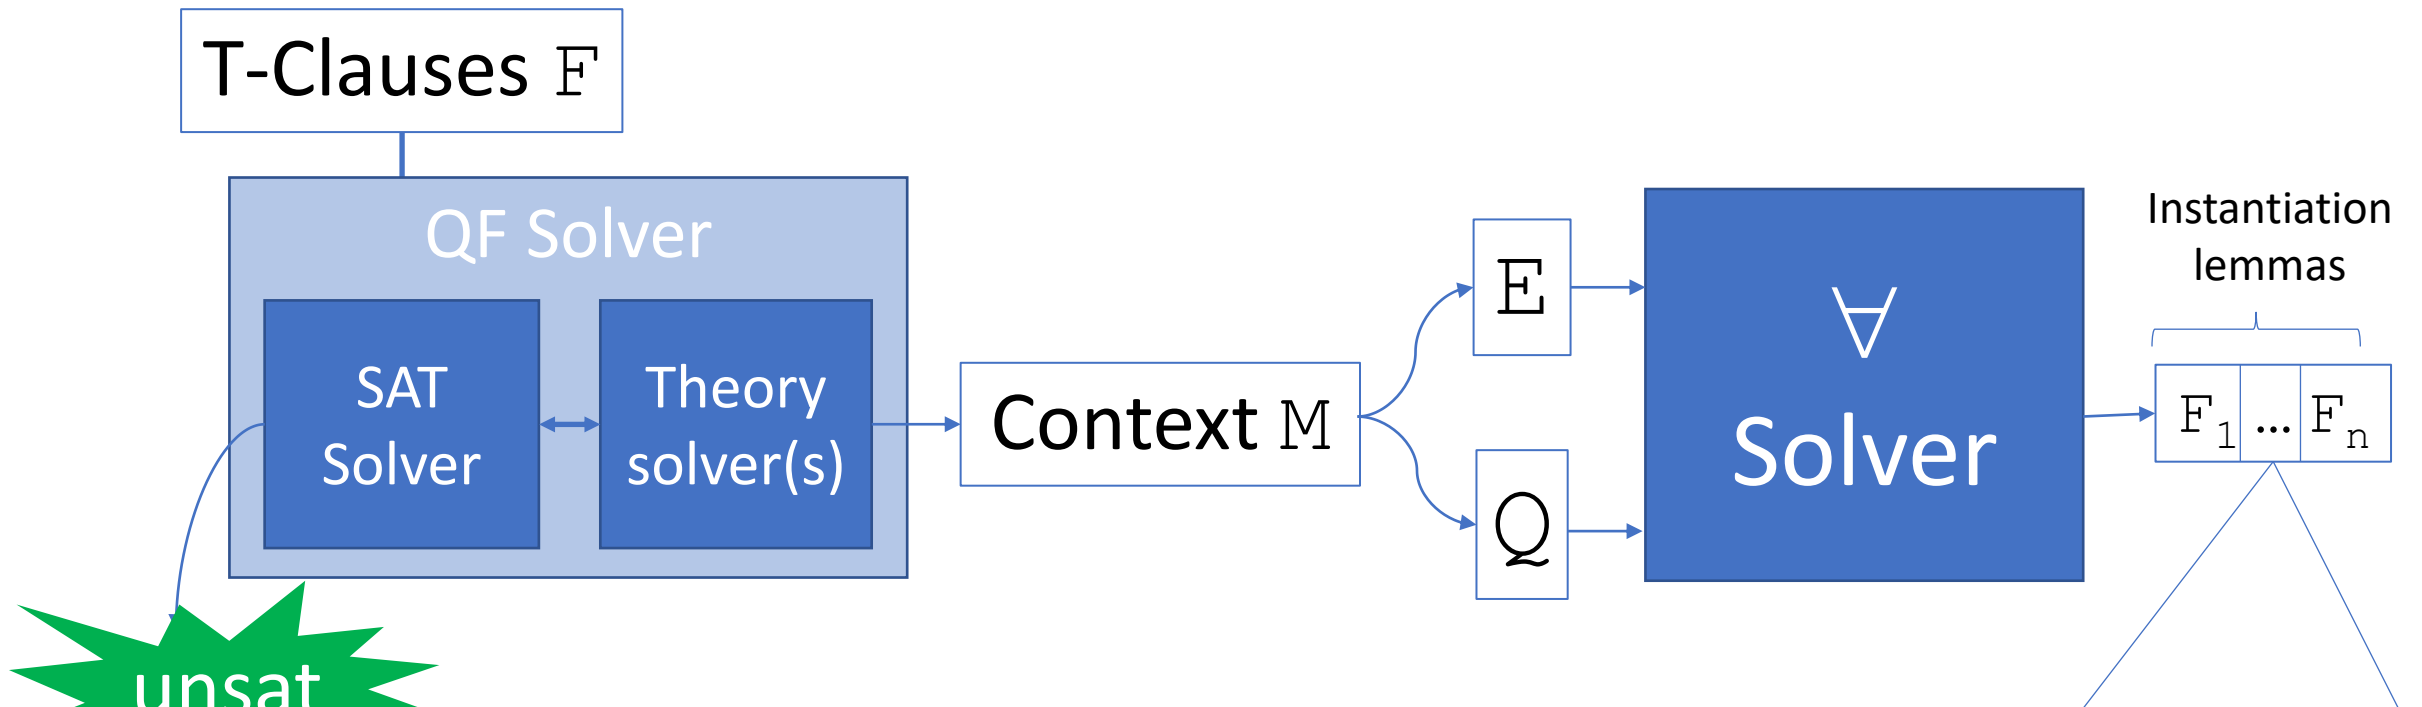 T-Clauses F
QF Solver
SAT
Solver
Theory
solver(s)
unsat
Context M
E
Q
∀
Solver
Instantiation
lemmas
F1 ... Fn